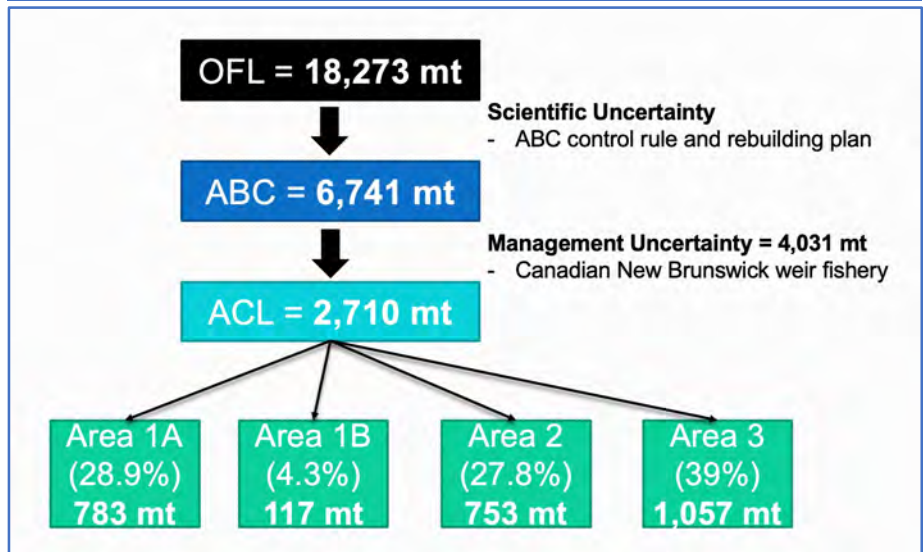 OFL = 18,273 mt
Scientific Uncertainty
- ABC control rule and rebuilding plan
ABC = 6,741 mt
Management Uncertainty = 4,031 mt
- Canadian New Brunswick weir fishery
ACL = 2,710 mt
Area 1A
(28.9%)
783 mt
Area 1B
(4.3%)
117 mt
Area 2
(27.8%)
753 mt
Area 3
(39%)
1,057 mt